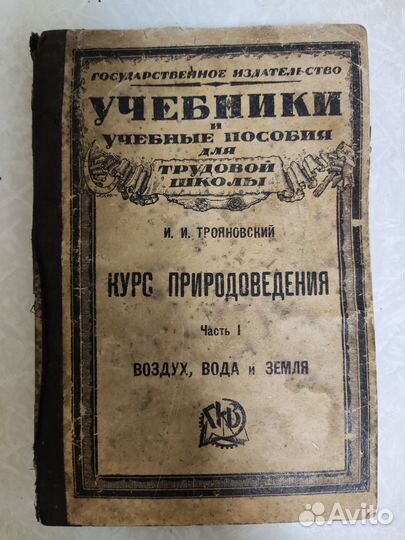 ГОСУДАРСТВЕННОЕ ИЗДАТЕЛЬСТВО
УЧЕБНИКИ
и
УЧЕБНЫЕ ПОСОБИЯ
для
ТРУДОВОЙ
ШКОЛЫ
И. И. ТРОЯНОВСКИЙ
КУРС ПРИРОДОВЕДЕНИЯ
Часть I
ВОЗДУХ, ВОДА и ЗЕМЛЯ
Avito